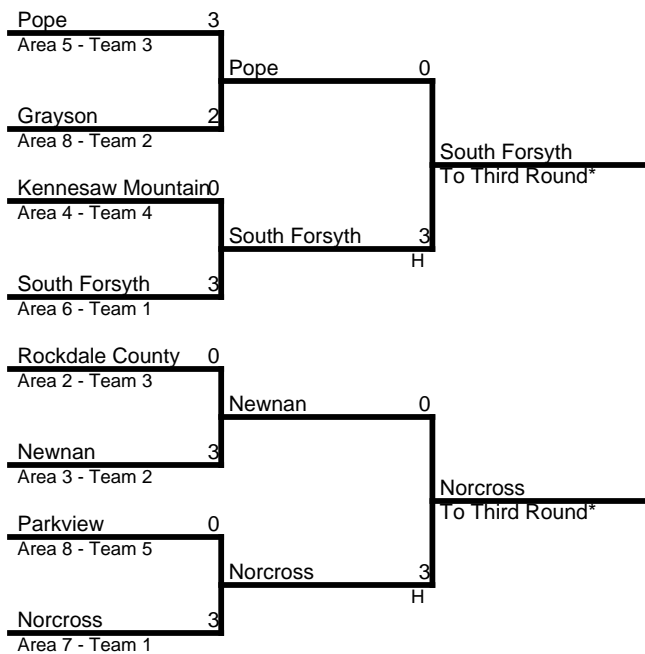 Pope 3
Area 5 - Team 3
Pope 0
Grayson 2
Area 8 - Team 2
South Forsyth
To Third Round*
Kennesaw Mountain 0
Area 4 - Team 4
South Forsyth 3
H
South Forsyth 3
Area 6 - Team 1
Rockdale County 0
Area 2 - Team 3
Newnan 0
Newnan 3
Area 3 - Team 2
Norcross
To Third Round*
Parkview 0
Area 8 - Team 5
Norcross 3
H
Norcross 3
Area 7 - Team 1